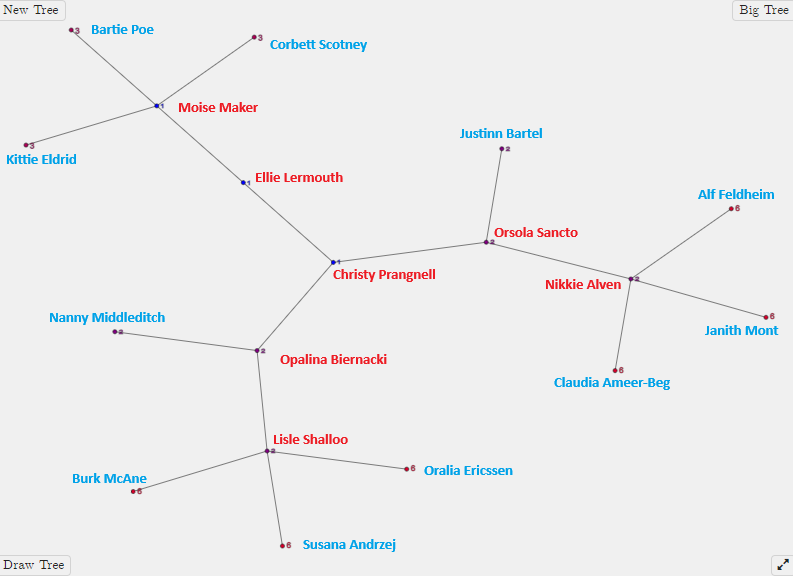 New Tree
Big Tree
Bartie Poe
3
3
Corbett Scotney
1
Moise Maker
Justinn Bartel
3
2
Kittie Eldrid
Ellie Lermouth
1
Alf Feldheim
6
Orsola Sancto
2
1
Christy Prangnell
Nikkie Alven
2
Nanny Middleditch
2
6
Janith Mont
2
Opalina Biernacki
6
Claudia Ameer-Beg
Lisle Shalloo
2
Burk McAne
6
6
Oralia Ericssen
6
Susana Andrzej
Draw Tree